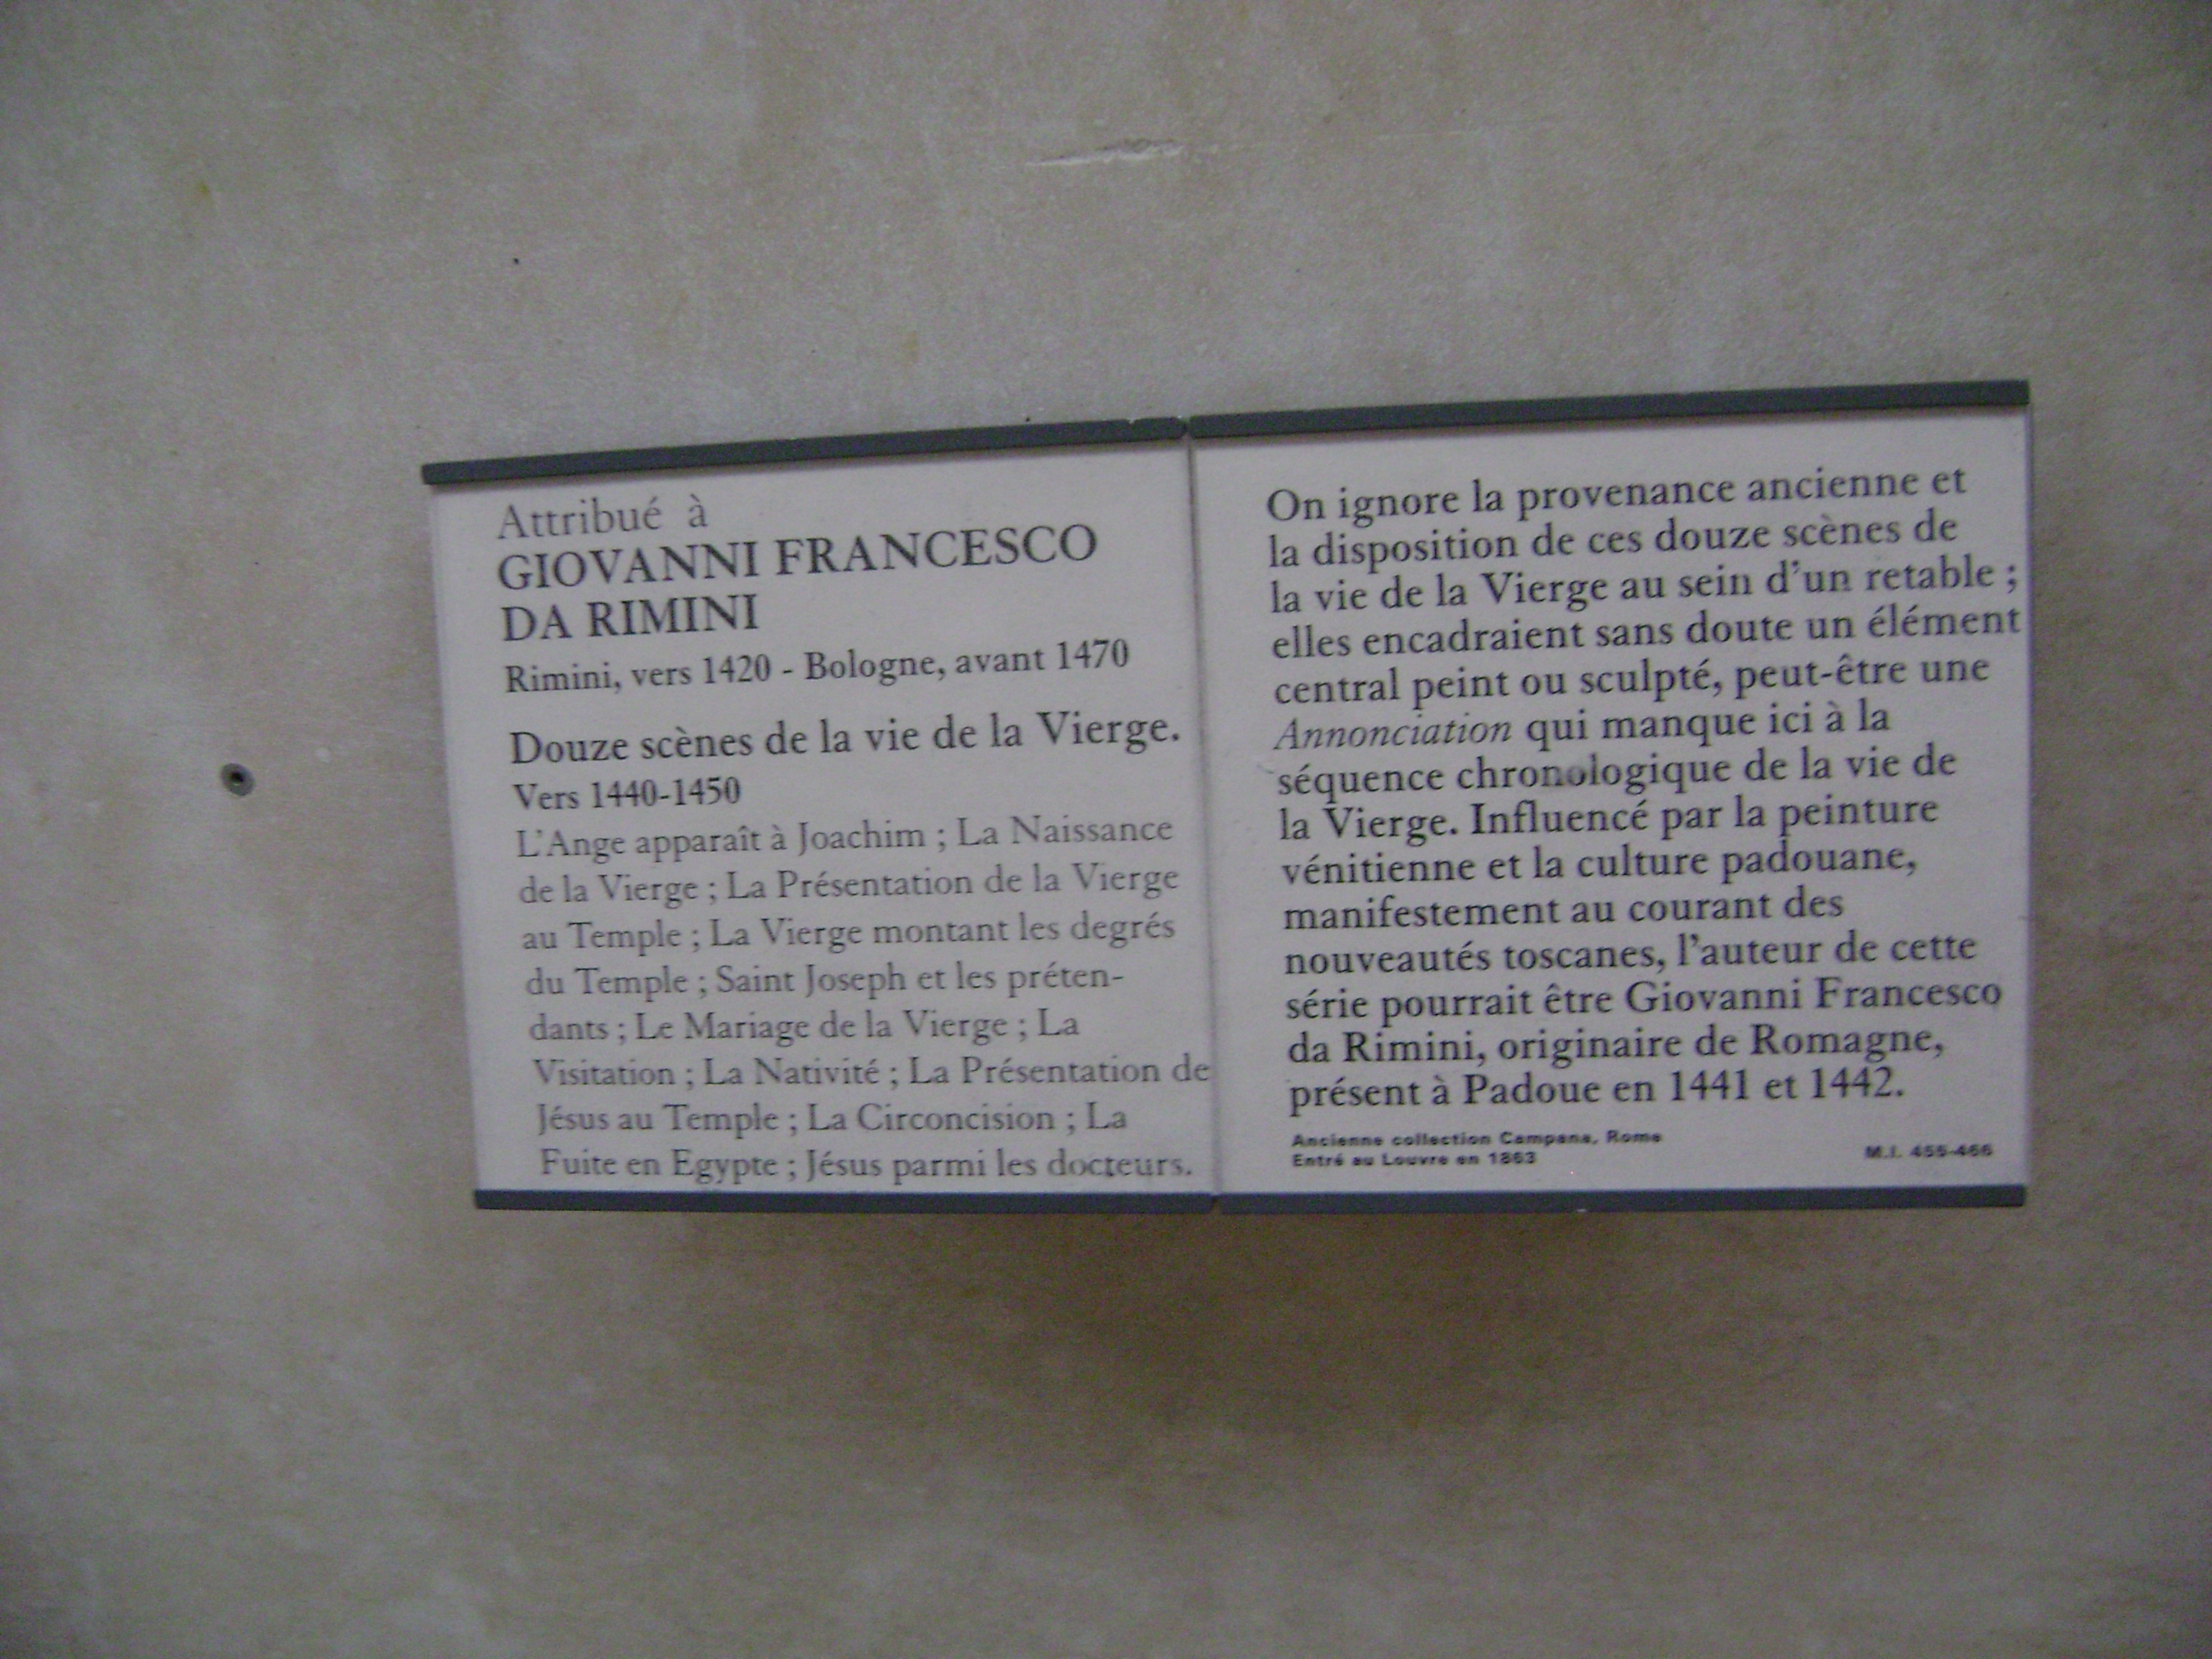 Attribué à
GIOVANNI FRANCESCO
DA RIMINI
Rimini, vers 1420 - Bologne, avant 1470
Douze scènes de la vie de la Vierge.
Vers 1440-1450
L'Ange apparaît à Joachim ; La Naissance
de la Vierge ; La Présentation de la Vierge
au Temple ; La Vierge montant les degrés
du Temple ; Saint Joseph et les préten-
dants ; Le Mariage de la Vierge ; La
Visitation ; La Nativité ; La Présentation de
Jésus au Temple ; La Circoncision ; La
Fuite en Egypte ; Jésus parmi les docteurs.
On ignore la provenance ancienne et
la disposition de ces douze scènes de
la vie de la Vierge au sein d'un retable ;
elles encadraient sans doute un élément
central peint ou sculpté, peut-être une
Annonciation qui manque ici à la
séquence chronologique de la vie de
la Vierge. Influencé par la peinture
vénitienne et la culture padouane,
manifestement au courant des
nouveautés toscanes, l'auteur de cette
série pourrait être Giovanni Francesco
da Rimini, originaire de Romagne,
présent à Padoue en 1441 et 1442.
Ancienne collection Campana, Rome
Entré au Louvre en 1863
M.I. 455-466